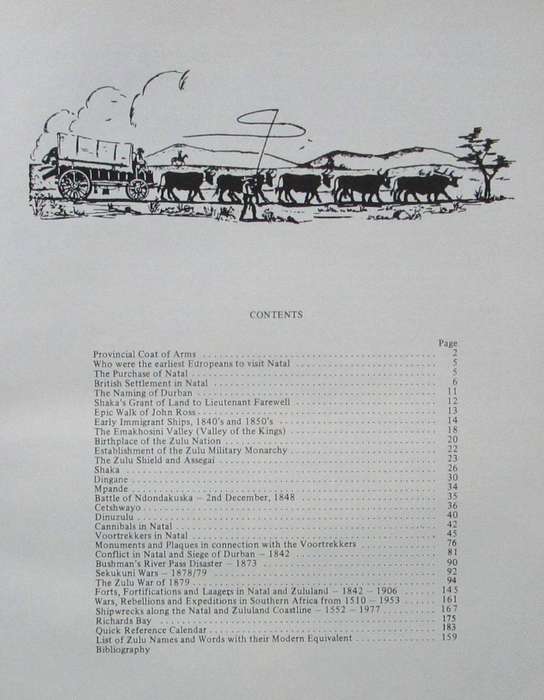 CONTENTS
Page
Provincial Coat of Arms 2
Who were the earliest Europeans to visit Natal 5
The Purchase of Natal 5
British Settlement in Natal 6
The Naming of Durban 11
Shaka's Grant of Land to Lieutenant Farewell 12
Epic Walk of John Ross 13
Early Immigrant Ships, 1840's and 1850's 14
The Emakhosini Valley (Valley of the Kings) 18
Birthplace of the Zulu Nation 20
Establishment of the Zulu Military Monarchy 22
The Zulu Shield and Assegai 23
Shaka 26
Dingane 30
Mpande 34
Battle of Ndondakuska – 2nd December, 1848 35
Cetshwayo 36
Dinuzulu 40
Cannibals in Natal 42
Voortrekkers in Natal 45
Monuments and Plaques in connection with the Voortrekkers 76
Conflict in Natal and Siege of Durban – 1842 81
Bushman's River Pass Disaster – 1873 90
Sekukuni Wars – 1878/79 92
The Zulu War of 1879 94
Forts, Fortifications and Laagers in Natal and Zululand – 1842 - 1906 145
Wars, Rebellions and Expeditions in Southern Africa from 1510 – 1953 161
Shipwrecks along the Natal and Zululand Coastline – 1552 – 1977 167
Richards Bay 175
Quick Reference Calendar 183
List of Zulu Names and Words with their Modern Equivalent 159
Bibliography